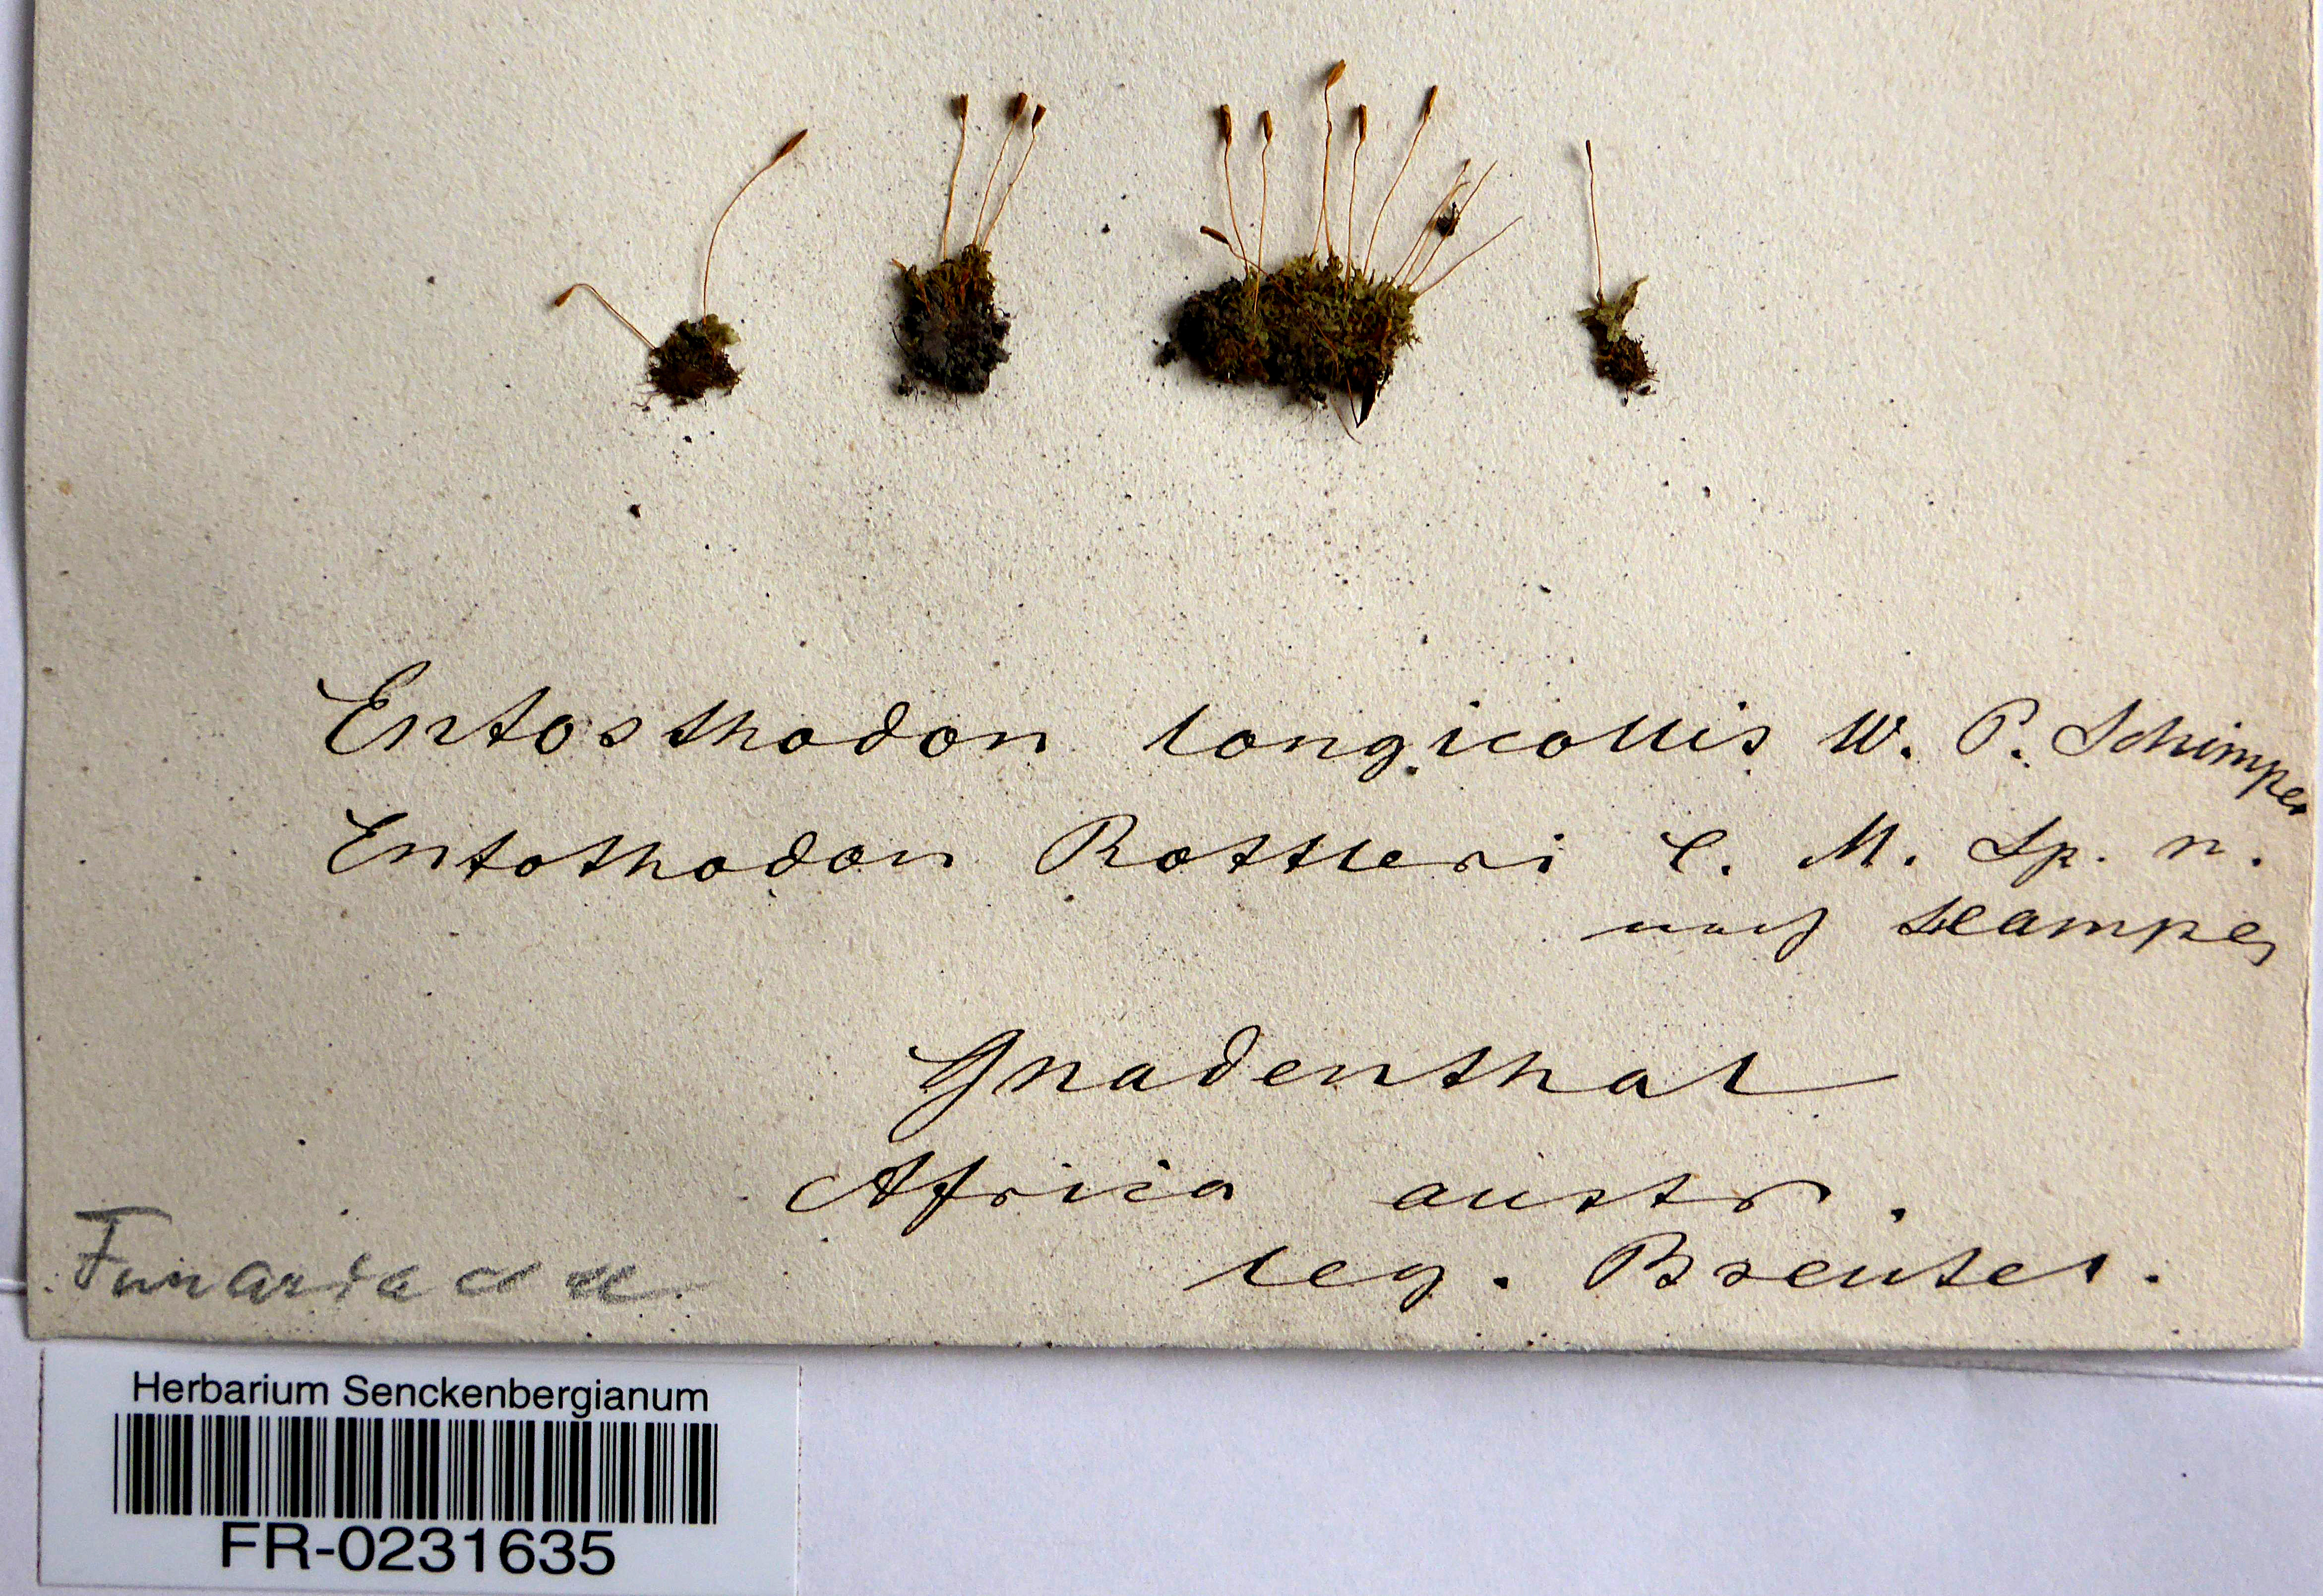 Entosthodon longicollis W. P. Schimper
Entosthodon Rottleri C. M. Sp. n.
nach Hampe,
Gnadenthal
Africa austr.
leg. Breutel.
Funariaceae
Herbarium Senckenbergianum
FR-0231635